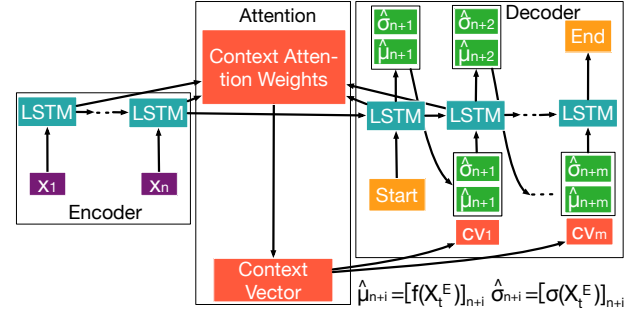 Attention
Decoder
Context Atten-
tion Weights
σ̂n+1
μ̂n+1
σ̂n+2
μ̂n+2
End
LSTM
LSTM
LSTM
LSTM
LSTM
x1
xn
Encoder
Start
σ̂n+1
μ̂n+1
σ̂n+m
μ̂n+m
CV1
CVm
Context
Vector
μ̂n+i=[f(XtE)]n+i σ̂n+i=[σ(XtE)]n+i